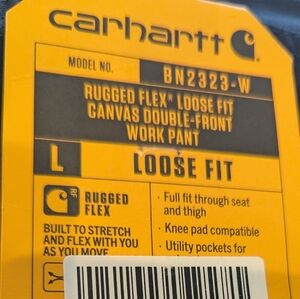 carhartt
MODEL NO. BN2323-W
RUGGED FLEX® LOOSE FIT
CANVAS DOUBLE-FRONT
WORK PANT
L LOOSE FIT
RF
RUGGED
FLEX
BUILT TO STRETCH
AND FLEX WITH YOU
AS YOU MOVE
· Full fit through seat
and thigh
· Knee pad compatible
· Utility pockets for